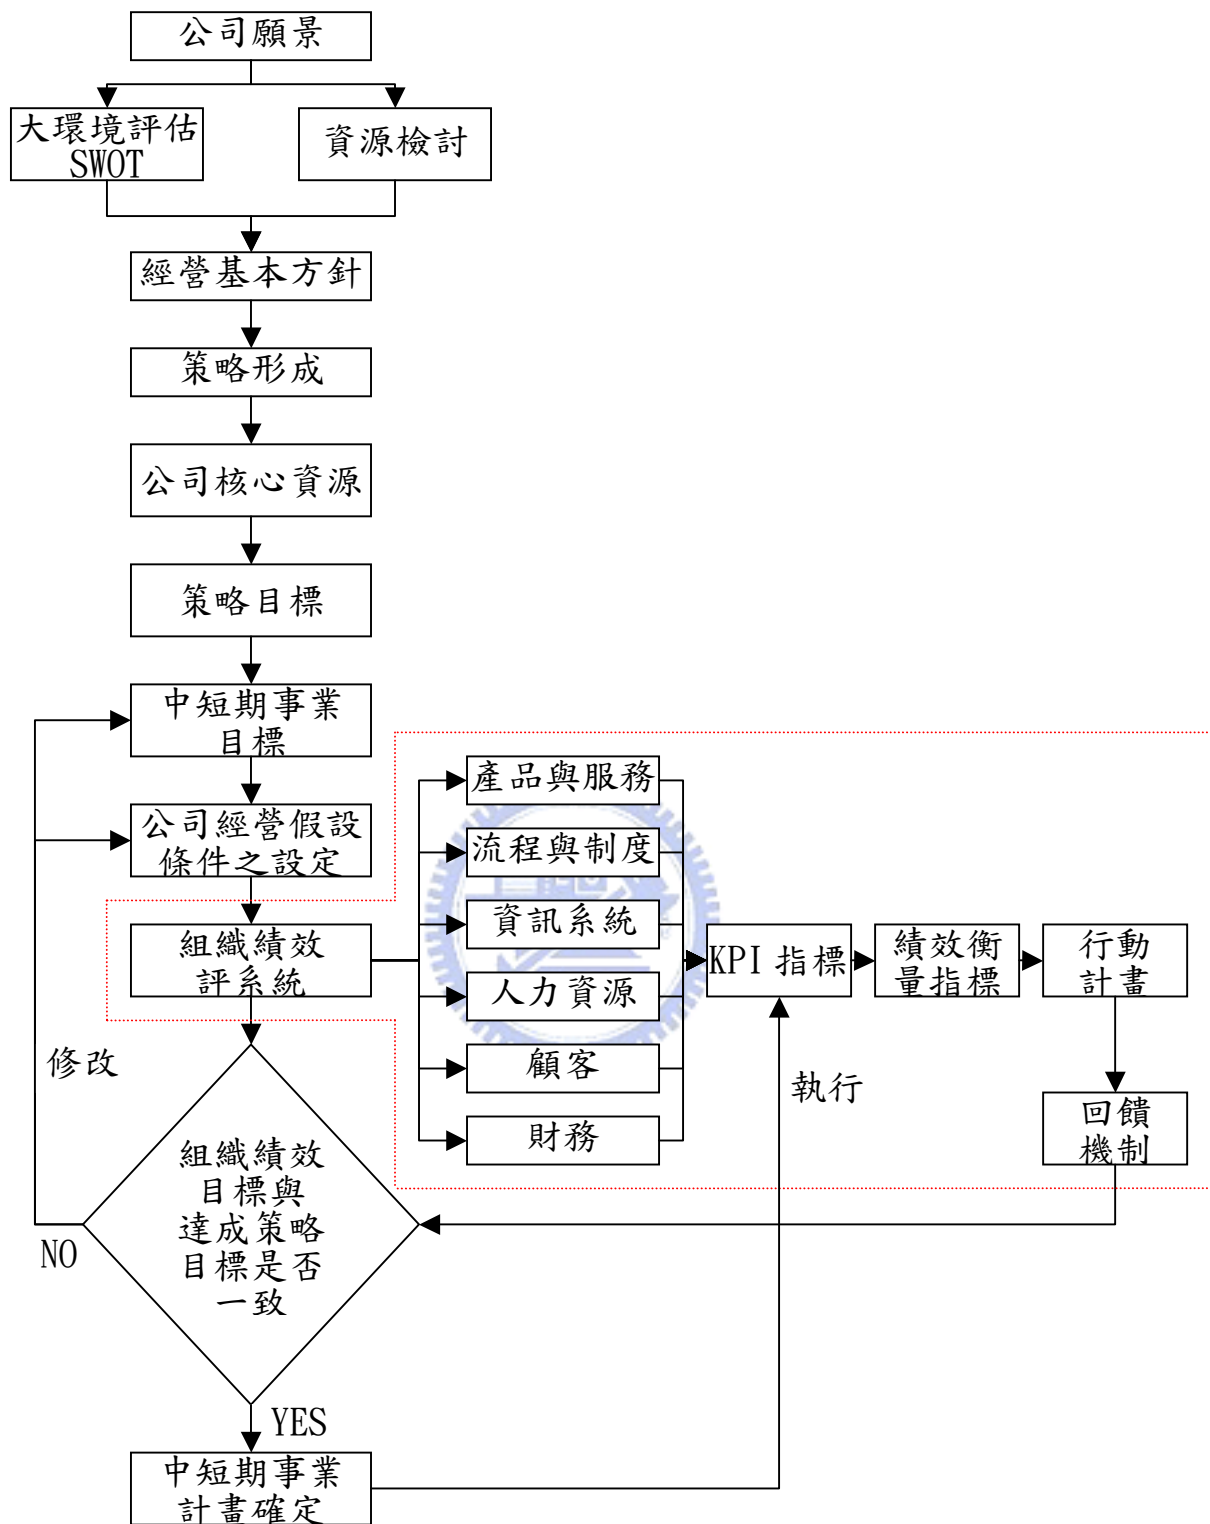 公司願景
大環境評估
SWOT
資源檢討
經營基本方針
策略形成
公司核心資源
策略目標
中短期事業
目標
公司經營假設
條件之設定
組織績效
評系統
產品與服務
流程與制度
資訊系統
人力資源
顧客
財務
KPI 指標
績效衡
量指標
行動
計畫
回饋
機制
執行
修改
組織績效
目標與
達成策略
目標是否
一致
NO
YES
中短期事業
計畫確定